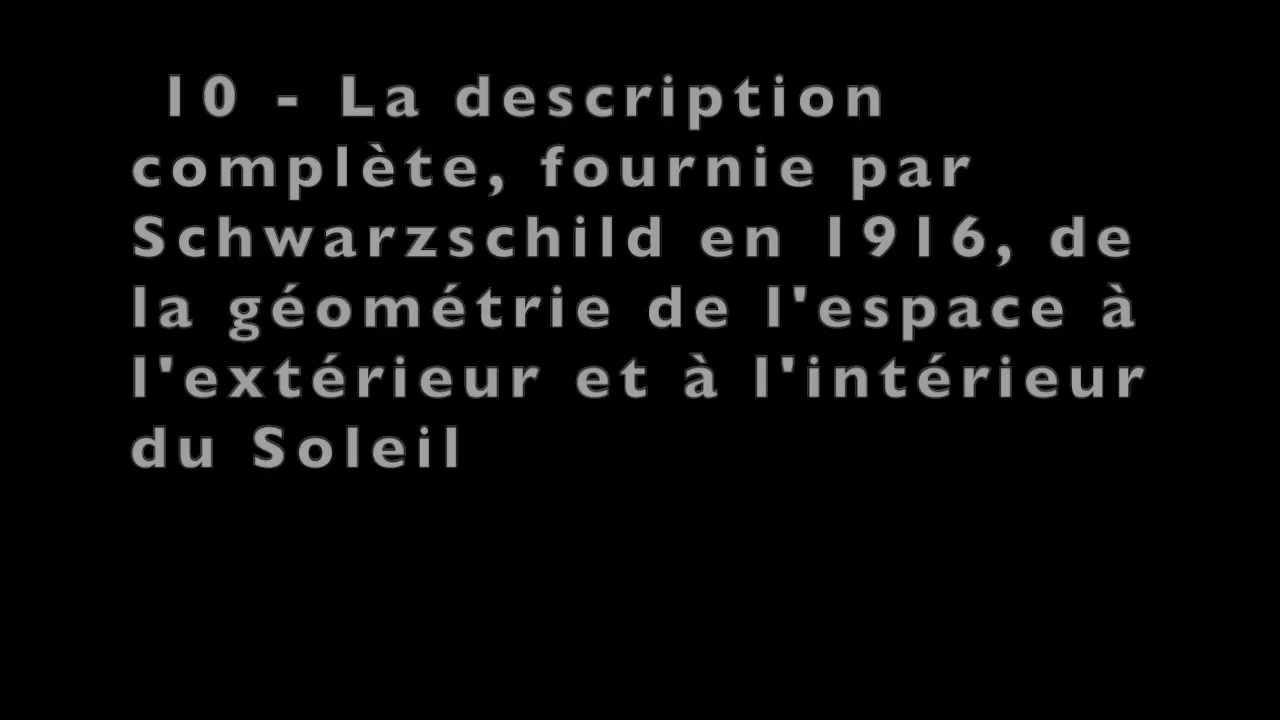 10 - La description
complète, fournie par
Schwarzschild en 1916, de
la géométrie de l'espace à
l'extérieur et à l'intérieur
du Soleil